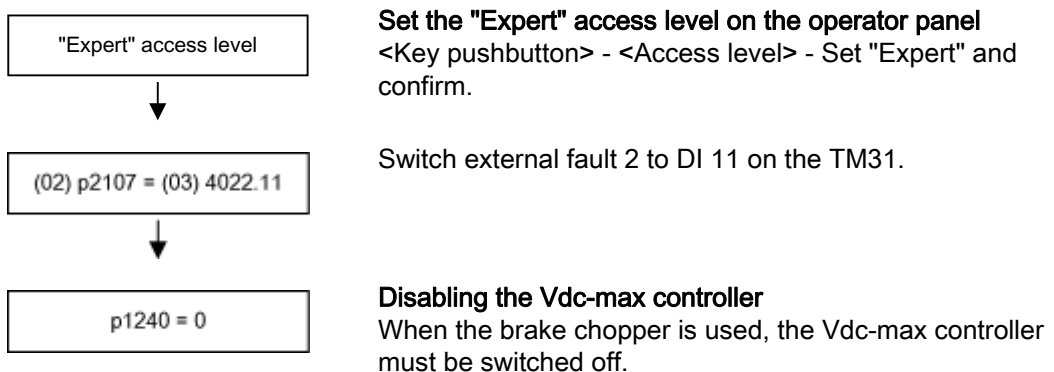 "Expert" access level
Set the "Expert" access level on the operator panel
<Key pushbutton> - <Access level> - Set "Expert" and
confirm.
(02) p2107 = (03) 4022.11
Switch external fault 2 to DI 11 on the TM31.
p1240 = 0
Disabling the Vdc-max controller
When the brake chopper is used, the Vdc-max controller
must be switched off.